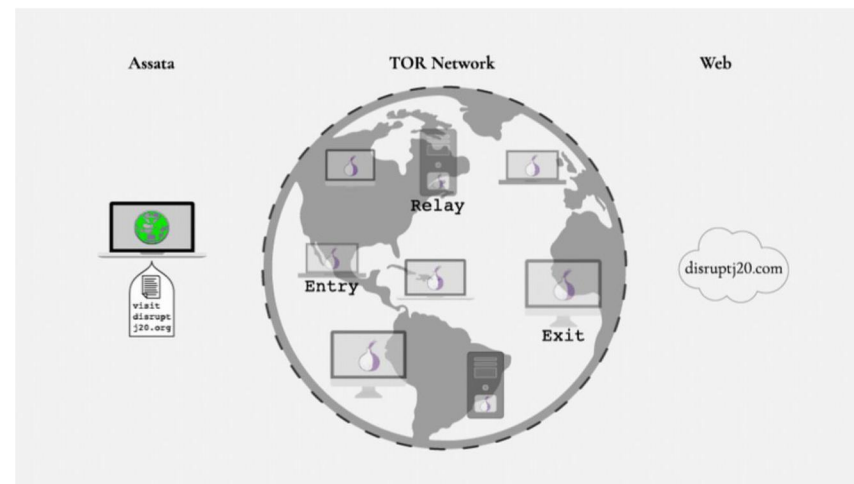 Assata
TOR Network
Web
Relay
Entry
Exit
visit
disrupt
j20.org
disruptj20.com